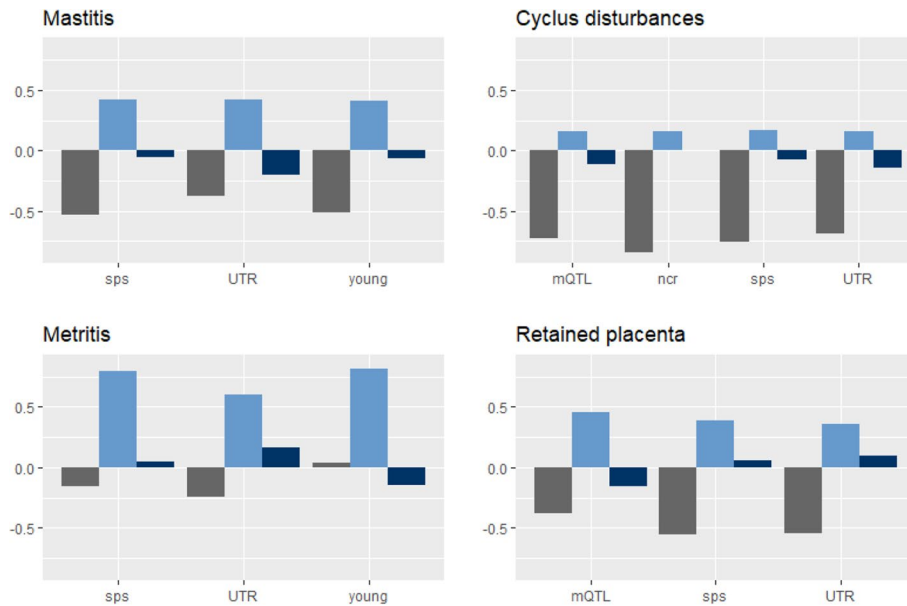 Mastitis
0.5
0.0
-0.5
sps UTR young
Cyclus disturbances
0.5
0.0
-0.5
mQTL ncr sps UTR
Metritis
0.5
0.0
-0.5
sps UTR young
Retained placenta
0.5
0.0
-0.5
mQTL sps UTR